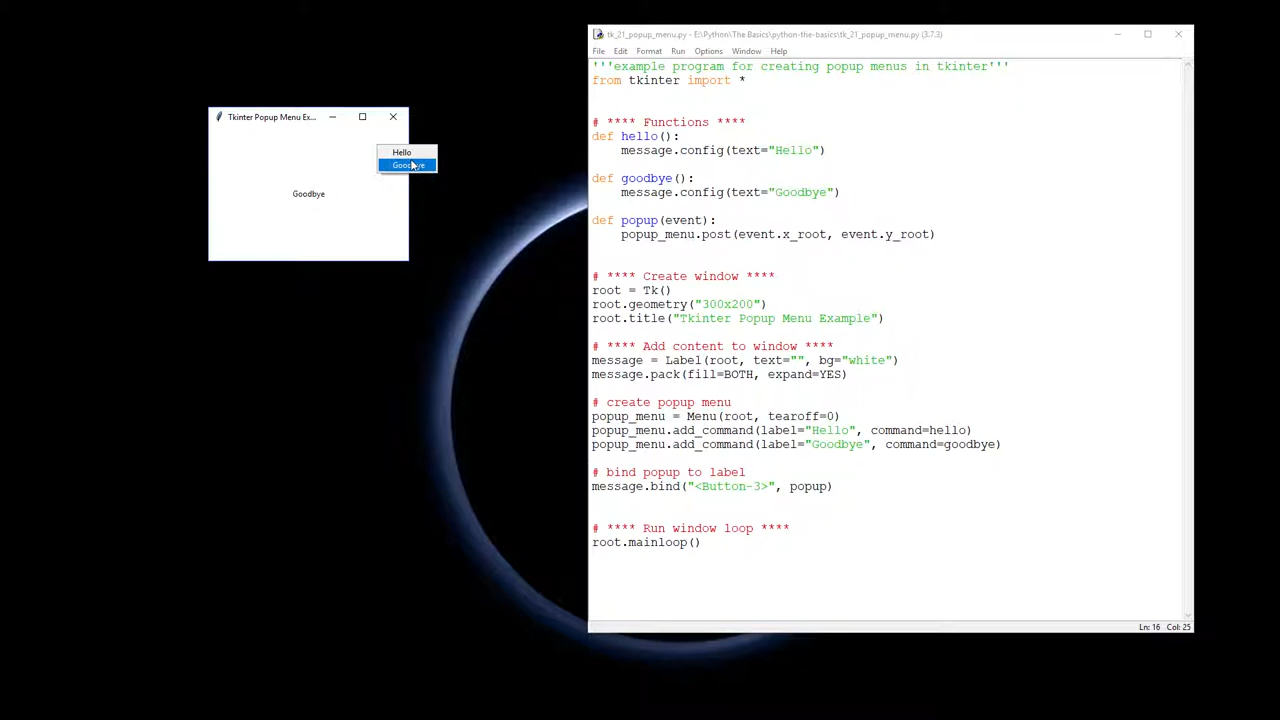 Tkinter Popup Menu Ex...
Hello
Goodbye
Goodbye
tk_21_popup_menu.py - E:\Python\The Basics\python-the-basics\tk_21_popup_menu.py (3.7.3)
File Edit Format Run Options Window Help
'''example program for creating popup menus in tkinter'''
from tkinter import *
# **** Functions ****
def hello():
    message.config(text="Hello")
def goodbye():
    message.config(text="Goodbye")
def popup(event):
    popup_menu.post(event.x_root, event.y_root)
# **** Create window ****
root = Tk()
root.geometry("300x200")
root.title("Tkinter Popup Menu Example")
# **** Add content to window ****
message = Label(root, text="", bg="white")
message.pack(fill=BOTH, expand=YES)
# create popup menu
popup_menu = Menu(root, tearoff=0)
popup_menu.add_command(label="Hello", command=hello)
popup_menu.add_command(label="Goodbye", command=goodbye)
# bind popup to label
message.bind("<Button-3>", popup)
# **** Run window loop ****
root.mainloop()
Ln: 16 Col: 25